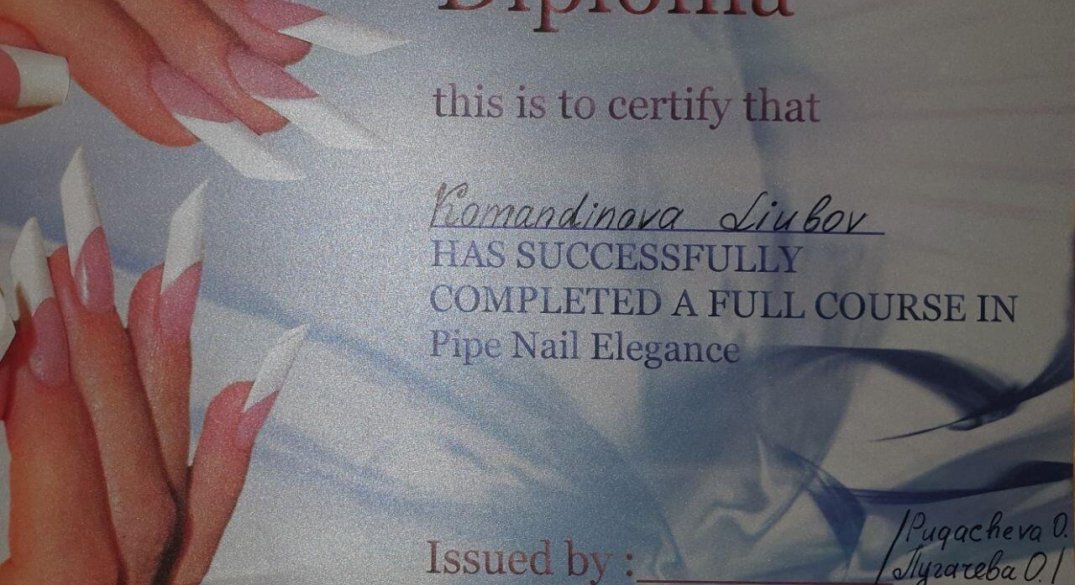 Diploma
this is to certify that
Komandinova Liubov
HAS SUCCESSFULLY
COMPLETED A FULL COURSE IN
Pipe Nail Elegance
/Pugacheva O.
Issued by : /Пугачева О./